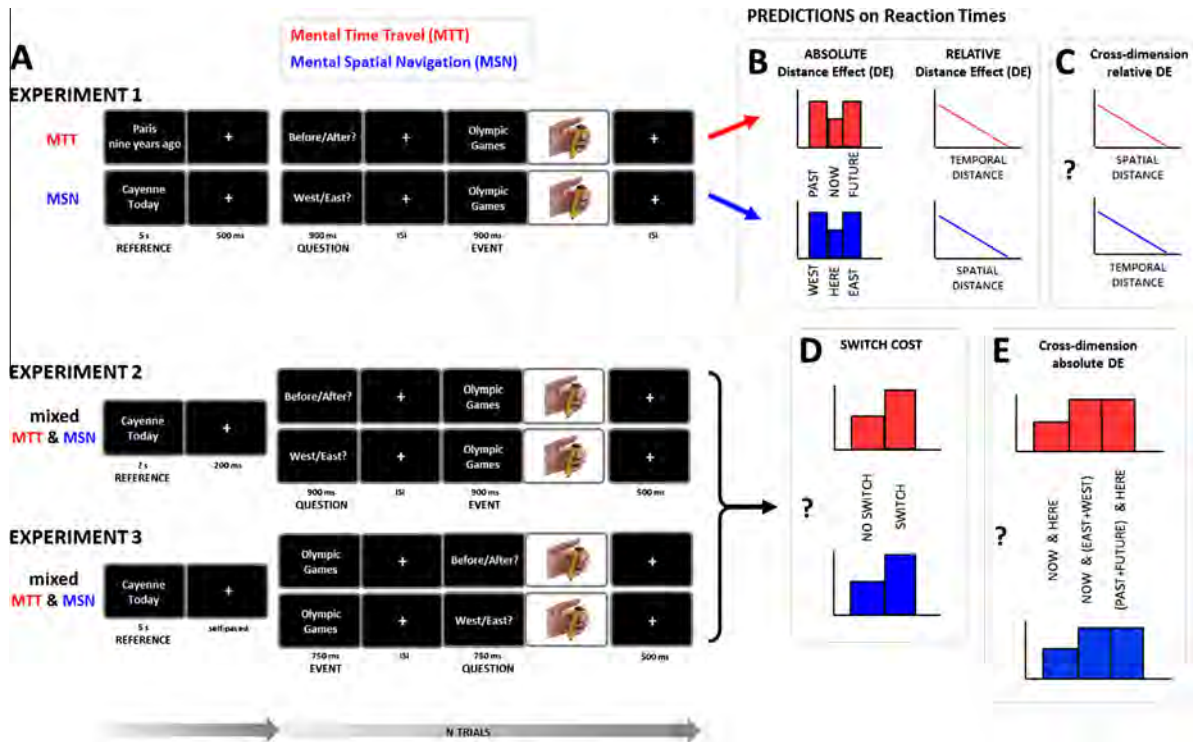 PREDICTIONS on Reaction Times
Mental Time Travel (MTT)
Mental Spatial Navigation (MSN)
A
EXPERIMENT 1
MTT
Paris
nine years ago
+
Before/After?
+
Olympic
Games
+
MSN
Cayenne
Today
+
West/East?
+
Olympic
Games
+
5 s
REFERENCE
500 ms
900 ms
QUESTION
ISI
900 ms
EVENT
ISI
B
ABSOLUTE
Distance Effect (DE)
RELATIVE
Distance Effect (DE)
PAST
NOW
FUTURE
TEMPORAL
DISTANCE
WEST
HERE
EAST
SPATIAL
DISTANCE
C
Cross-dimension
relative DE
SPATIAL
DISTANCE
?
TEMPORAL
DISTANCE
EXPERIMENT 2
mixed
MTT & MSN
Cayenne
Today
+
Before/After?
+
Olympic
Games
+
West/East?
+
Olympic
Games
+
2 s
REFERENCE
200 ms
900 ms
QUESTION
ISI
900 ms
EVENT
500 ms
EXPERIMENT 3
mixed
MTT & MSN
Cayenne
Today
+
Olympic
Games
+
Before/After?
+
Olympic
Games
+
West/East?
+
5 s
REFERENCE
self-paced
750 ms
EVENT
ISI
750 ms
QUESTION
500 ms
N TRIALS
D
SWITCH COST
?
NO SWITCH
SWITCH
E
Cross-dimension
absolute DE
?
NOW & HERE
NOW & (EAST+WEST)
(PAST+FUTURE) & HERE